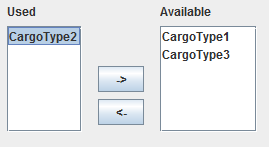 Used
Available
CargoType2
CargoType1
CargoType3
->
<-